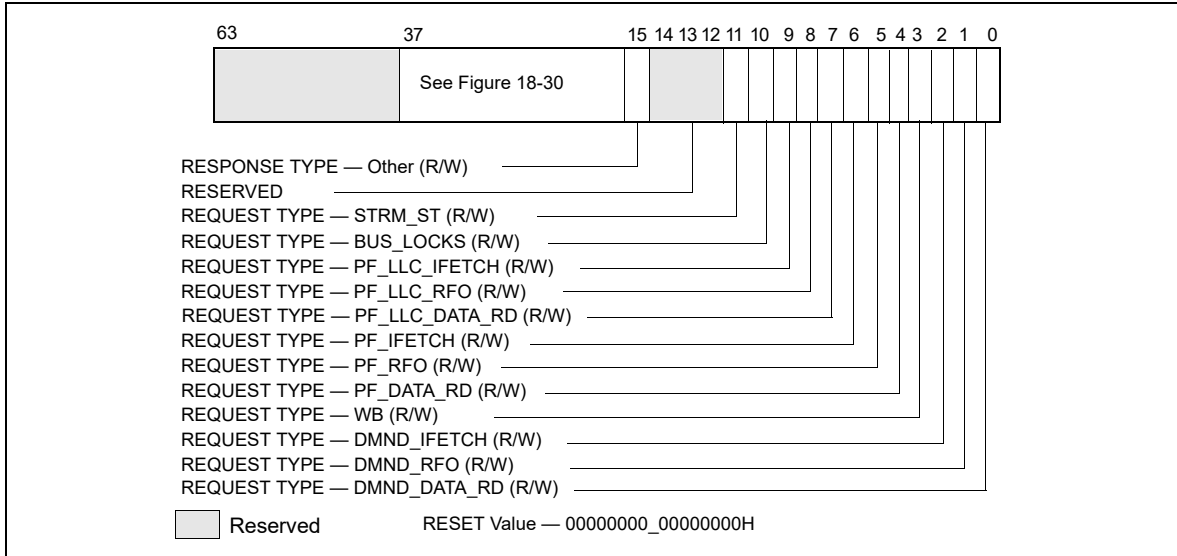 63 37 15 14 13 12 11 10 9 8 7 6 5 4 3 2 1 0
See Figure 18-30
RESPONSE TYPE — Other (R/W)
RESERVED
REQUEST TYPE — STRM_ST (R/W)
REQUEST TYPE — BUS_LOCKS (R/W)
REQUEST TYPE — PF_LLC_IFETCH (R/W)
REQUEST TYPE — PF_LLC_RFO (R/W)
REQUEST TYPE — PF_LLC_DATA_RD (R/W)
REQUEST TYPE — PF_IFETCH (R/W)
REQUEST TYPE — PF_RFO (R/W)
REQUEST TYPE — PF_DATA_RD (R/W)
REQUEST TYPE — WB (R/W)
REQUEST TYPE — DMND_IFETCH (R/W)
REQUEST TYPE — DMND_RFO (R/W)
REQUEST TYPE — DMND_DATA_RD (R/W)
Reserved RESET Value — 00000000_00000000H